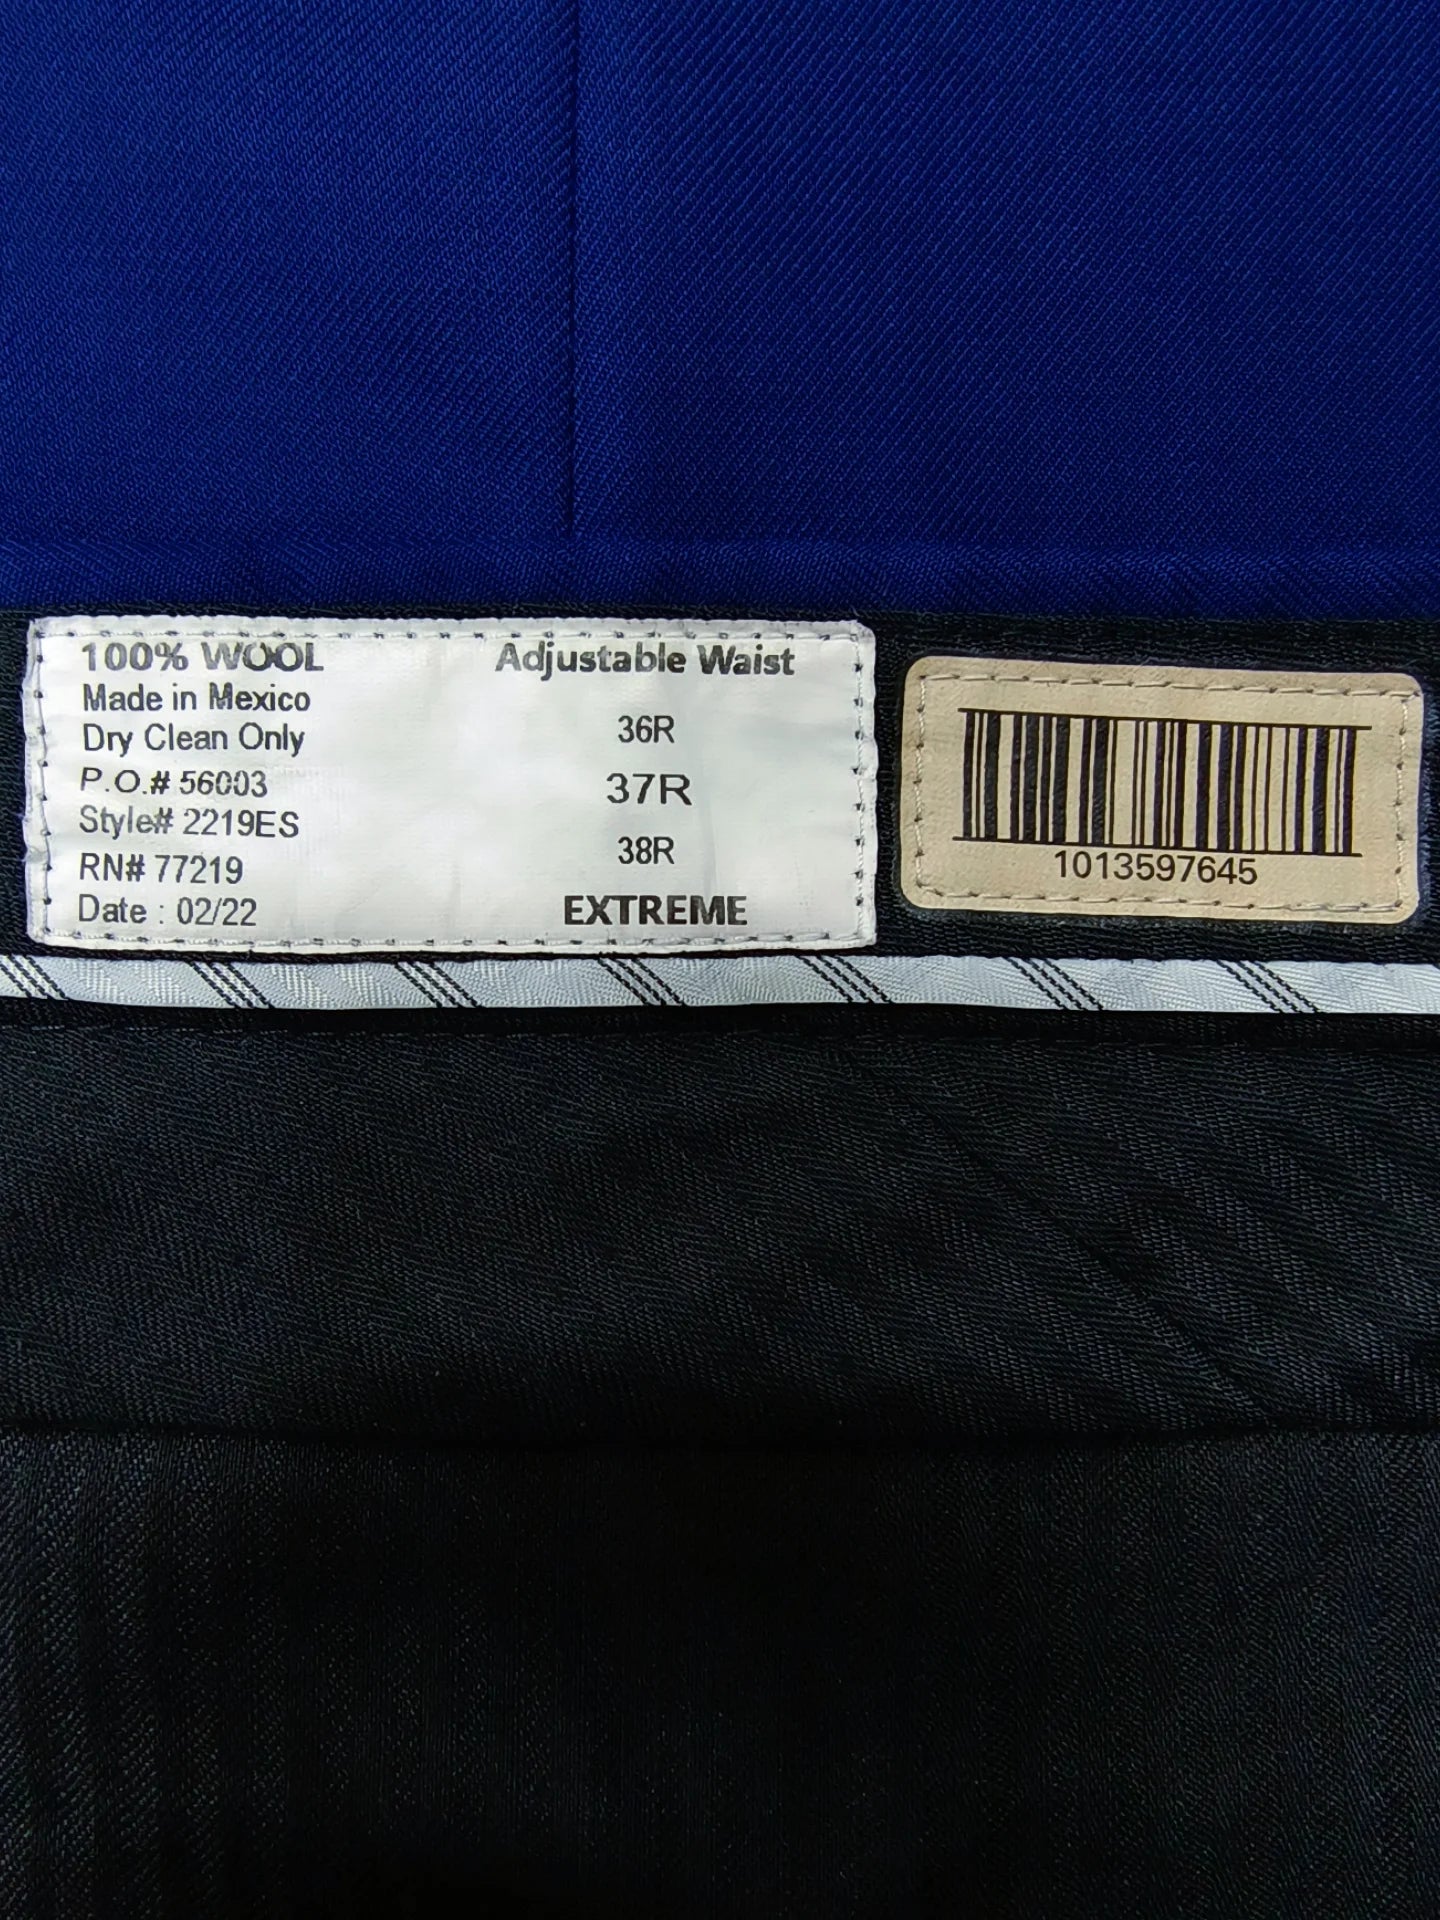 100% WOOL
Made in Mexico
Dry Clean Only
P.O.# 56003
Style# 2219ES
RN# 77219
Date : 02/22
Adjustable Waist
36R
37R
38R
EXTREME
1013597645